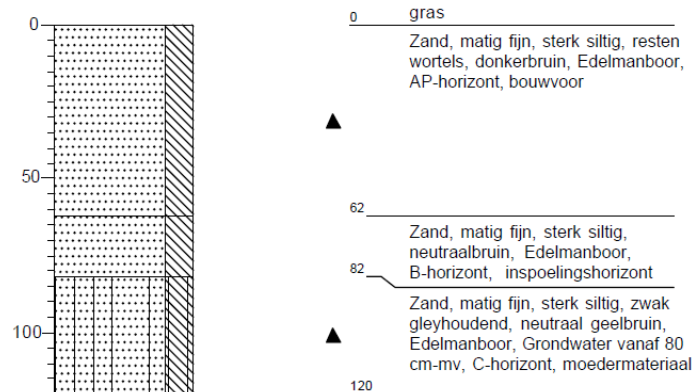 0
50
100
0
gras
Zand, matig fijn, sterk siltig, resten
wortels, donkerbruin, Edelmanboor,
AP-horizont, bouwvoor
62
Zand, matig fijn, sterk siltig,
neutraalbruin, Edelmanboor,
B-horizont, inspoelingshorizont
82
Zand, matig fijn, sterk siltig, zwak
gleyhoudend, neutraal geelbruin,
Edelmanboor, Grondwater vanaf 80
cm-mv, C-horizont, moedermateriaal
120